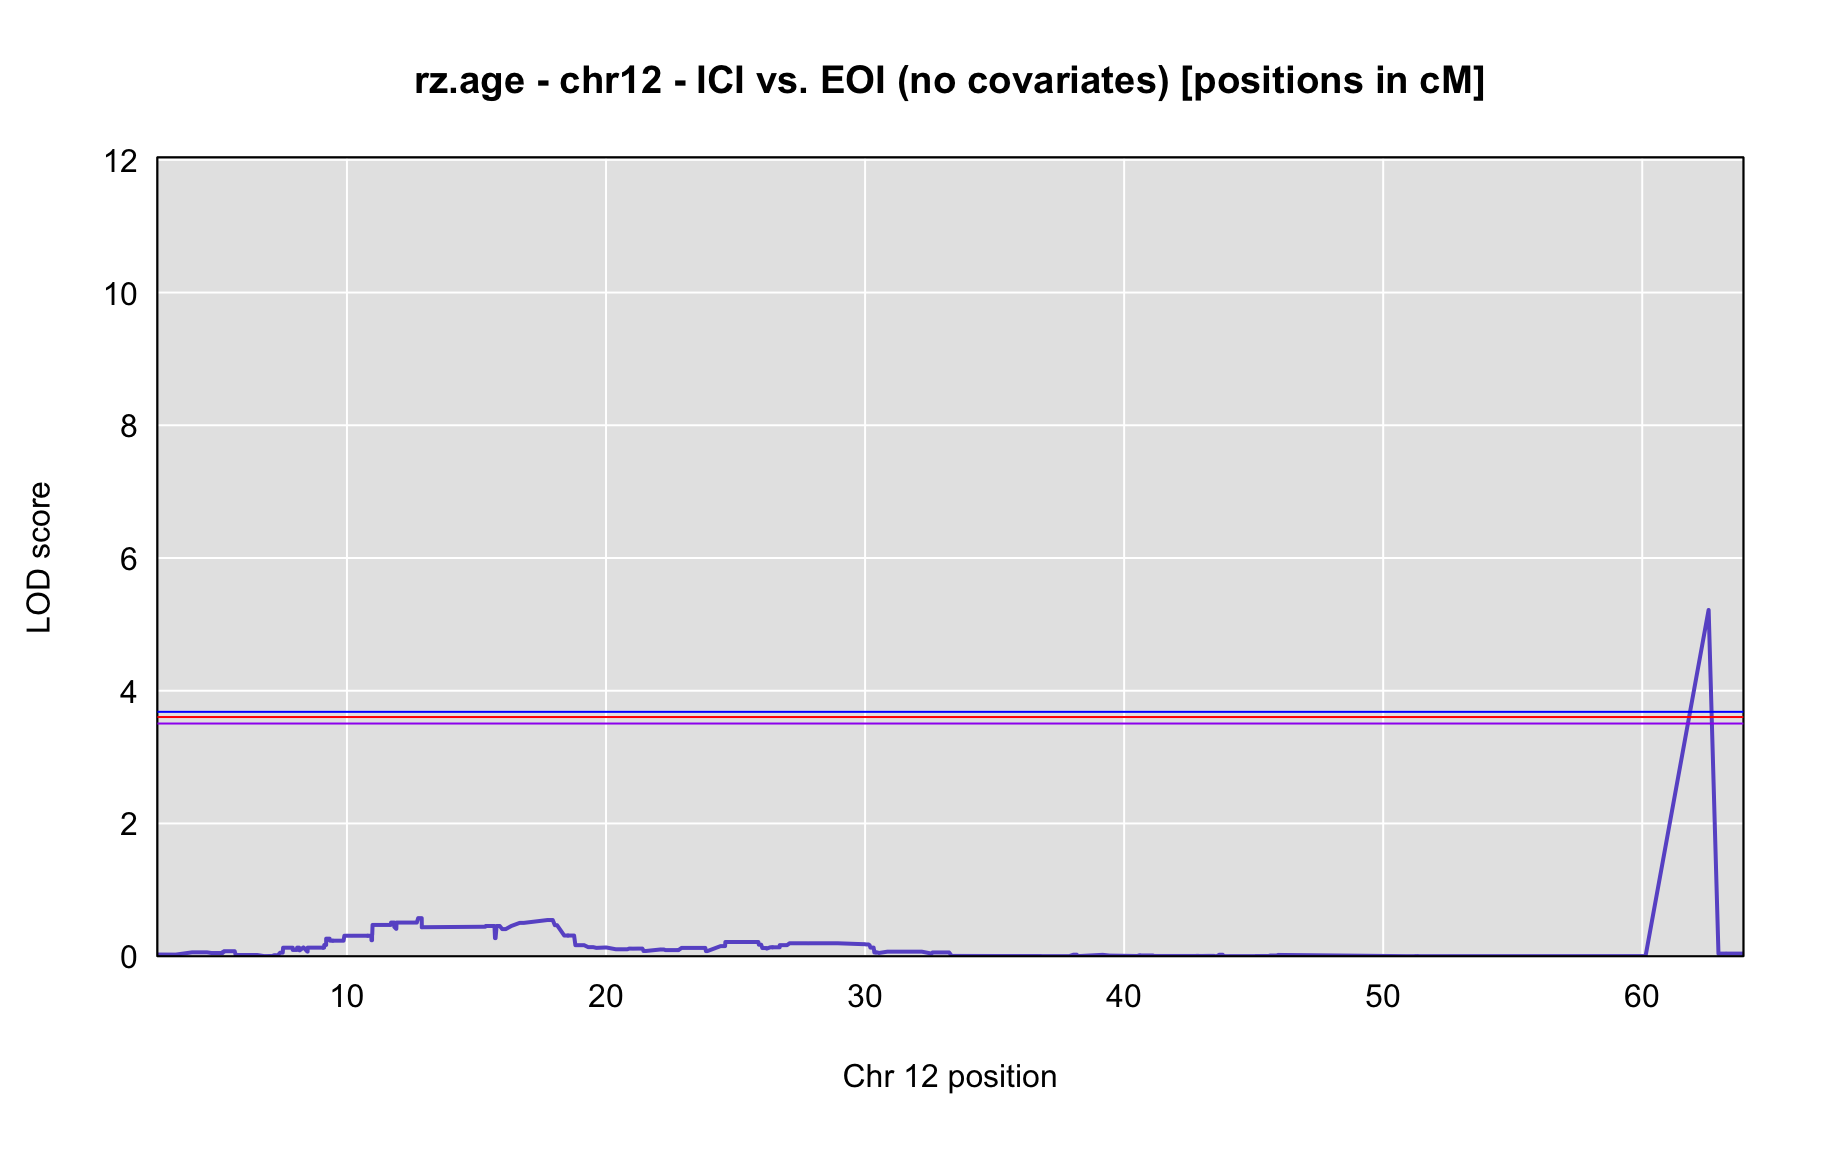 rz.age - chr12 - ICI vs. EOI (no covariates) [positions in cM]
12
10
8
6
4
2
0
LOD score
10 20 30 40 50 60
Chr 12 position